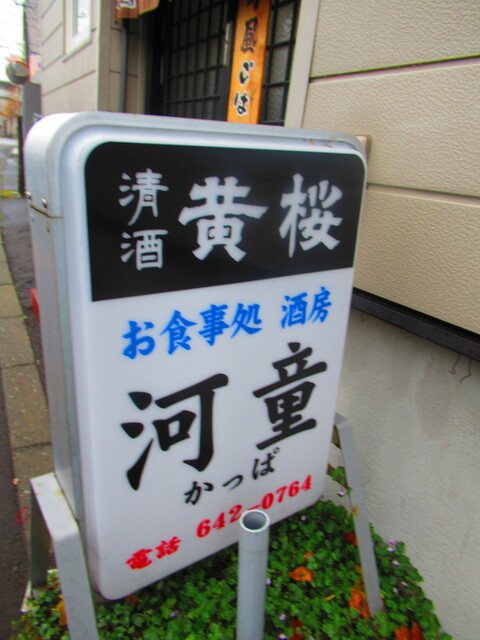 清酒 黄桜
お食事処 酒房
河童
かっぱ
電話 642-0764